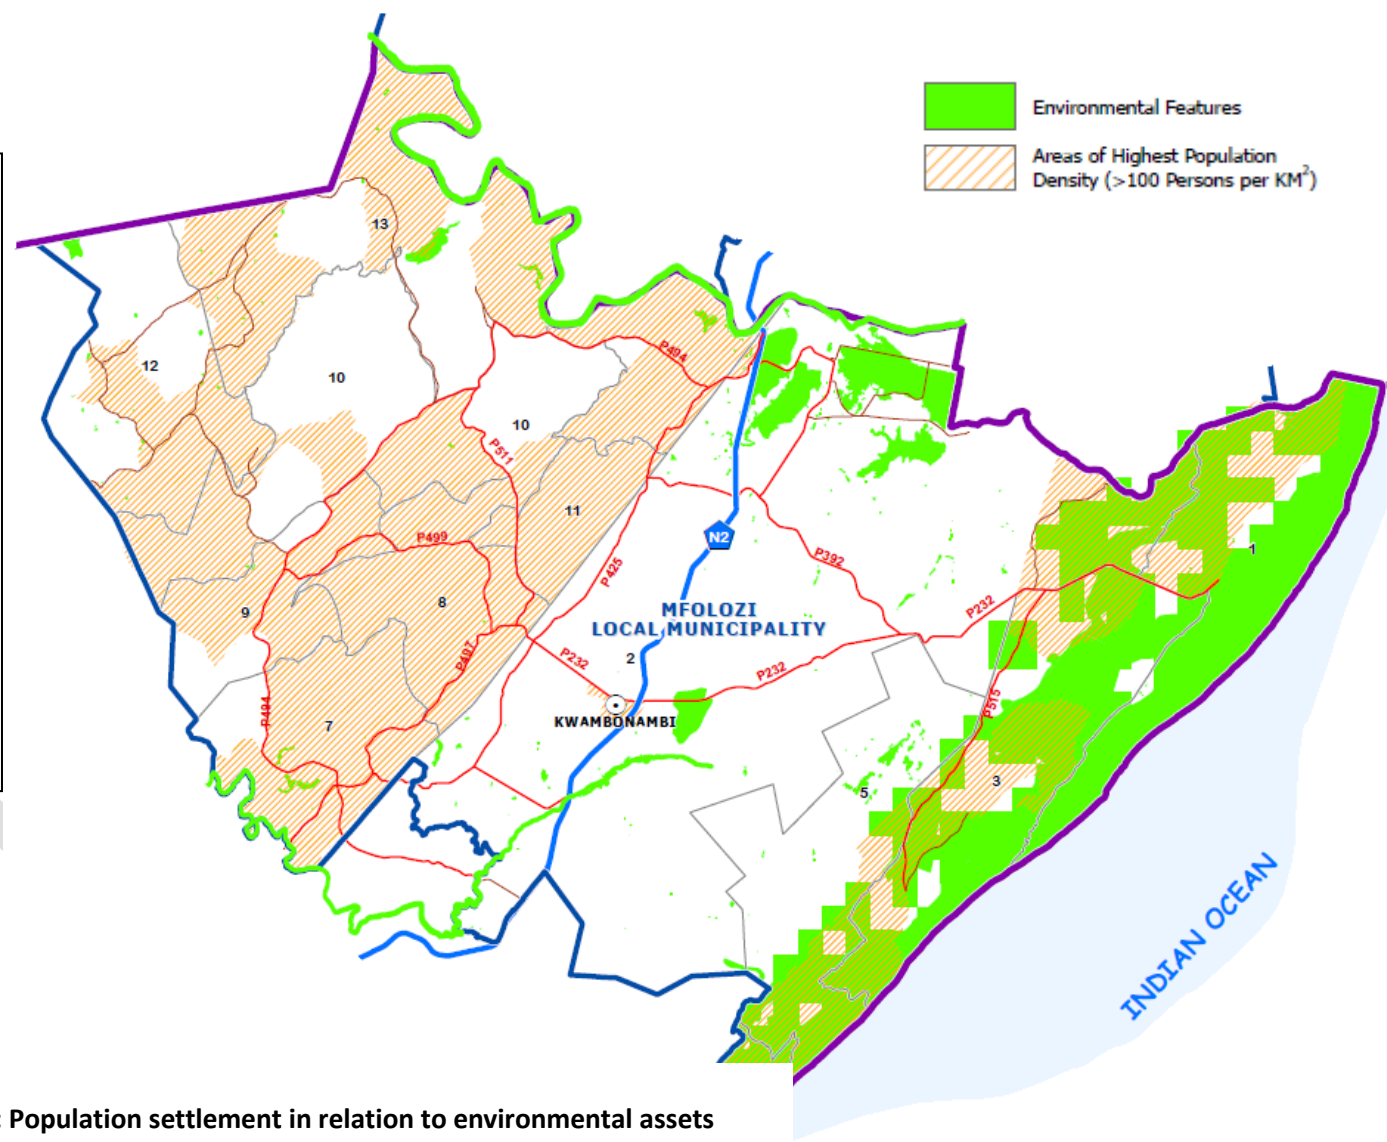 Environmental Features
Areas of Highest Population
Density (>100 Persons per KM²)
13
12
10
P494
10
P511
11
N2
P499
P425
P392
1
9
8
MFOLOZI
LOCAL MUNICIPALITY
P232
P497
P232
2
P232
P494
KWAMBONAMBI
P515
7
3
5
INDIAN OCEAN
: Population settlement in relation to environmental assets